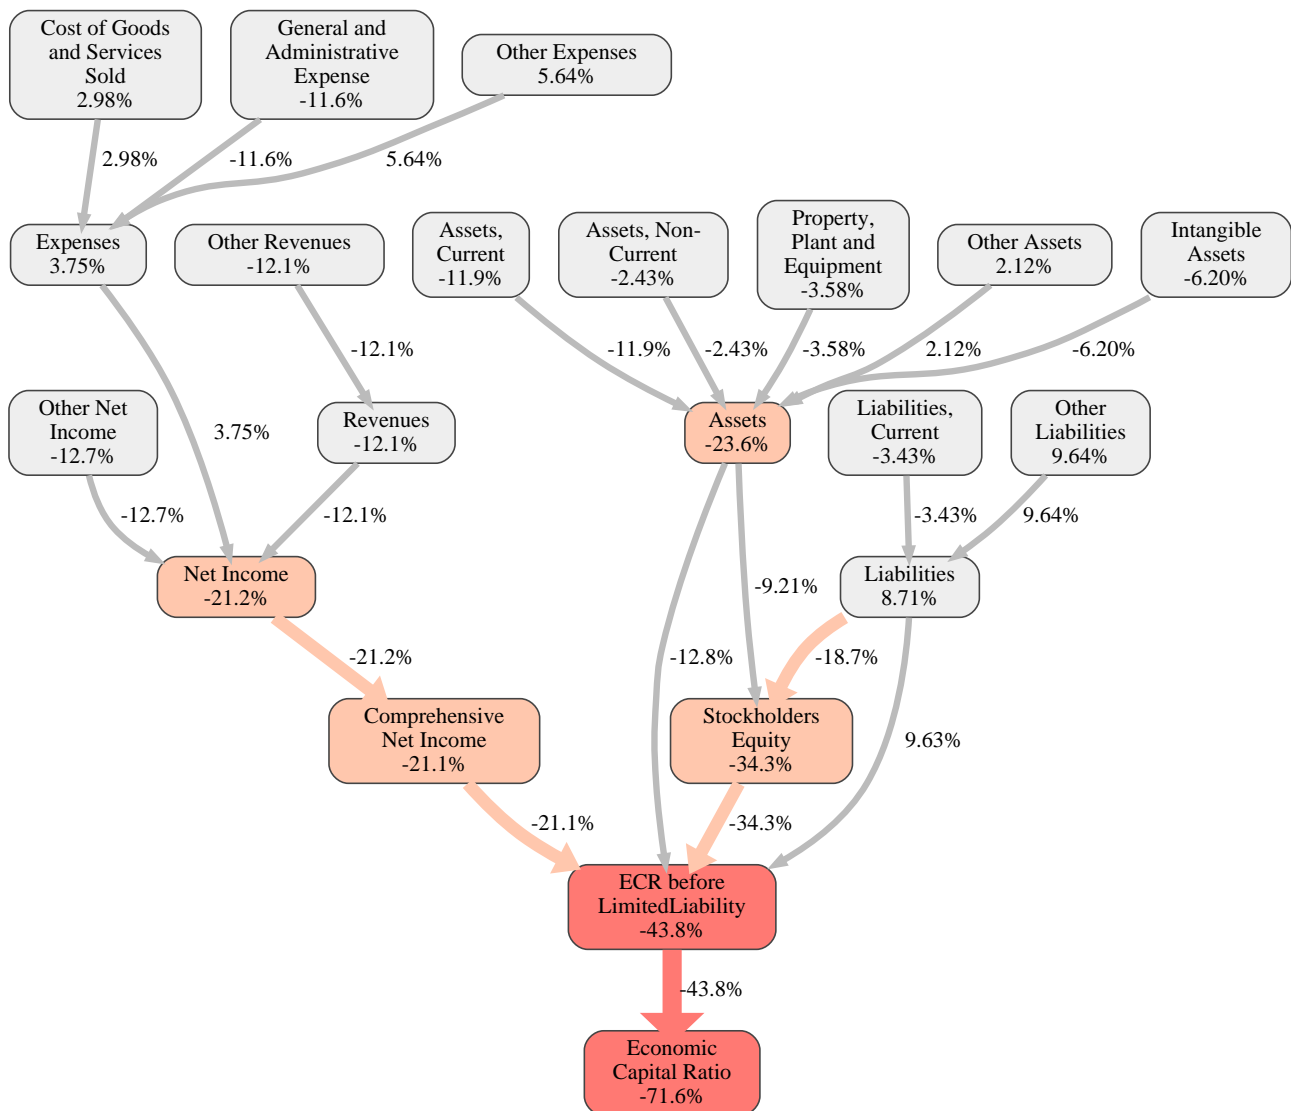 Cost of Goods
and Services
Sold
2.98%
General and
Administrative
Expense
-11.6%
Other Expenses
5.64%
2.98%
-11.6%
5.64%
Expenses
3.75%
Other Revenues
-12.1%
Assets,
Current
-11.9%
Assets, Non-
Current
-2.43%
Property,
Plant and
Equipment
-3.58%
Other Assets
2.12%
Intangible
Assets
-6.20%
-12.1%
-11.9%
-2.43%
-3.58%
2.12%
-6.20%
Other Net
Income
-12.7%
3.75%
Revenues
-12.1%
Assets
-23.6%
Liabilities,
Current
-3.43%
Other
Liabilities
9.64%
-12.7%
-12.1%
-3.43%
9.64%
Net Income
-21.2%
-9.21%
Liabilities
8.71%
-21.2%
-12.8%
-18.7%
Comprehensive
Net Income
-21.1%
Stockholders
Equity
-34.3%
9.63%
-21.1%
-34.3%
ECR before
LimitedLiability
-43.8%
-43.8%
Economic
Capital Ratio
-71.6%